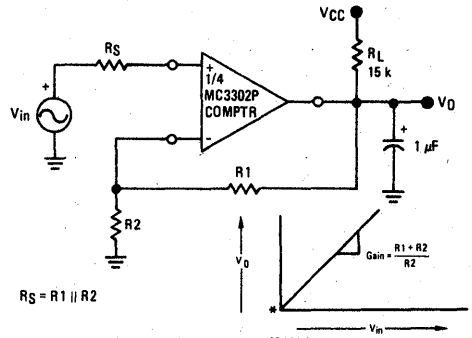 VCC
RS
RL
15 k
+
1/4
MC3302P
COMPTR
-
VO
+
Vin
+
1 μF
R1
R2
RS = R1 || R2
VO
Gain = R1 + R2
R2
*
Vin